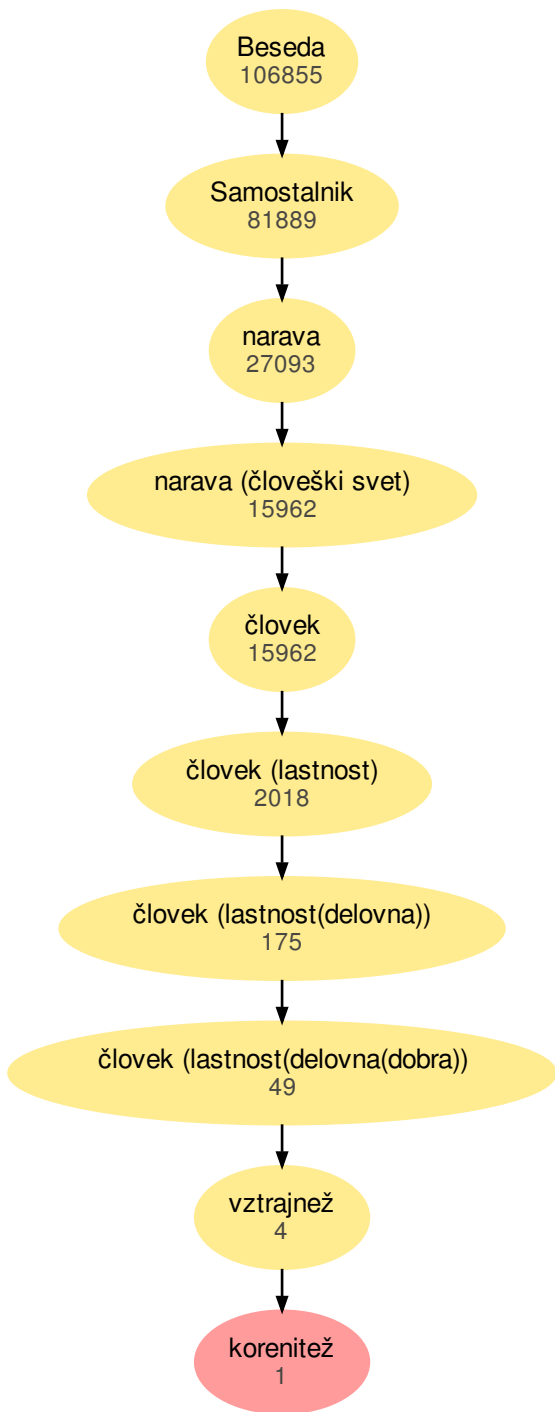 Beseda
106855
Samostalnik
81889
narava
27093
narava (človeški svet)
15962
človek
15962
človek (lastnost)
2018
človek (lastnost(delovna))
175
človek (lastnost(delovna(dobra))
49
vztrajnež
4
korenitež
1